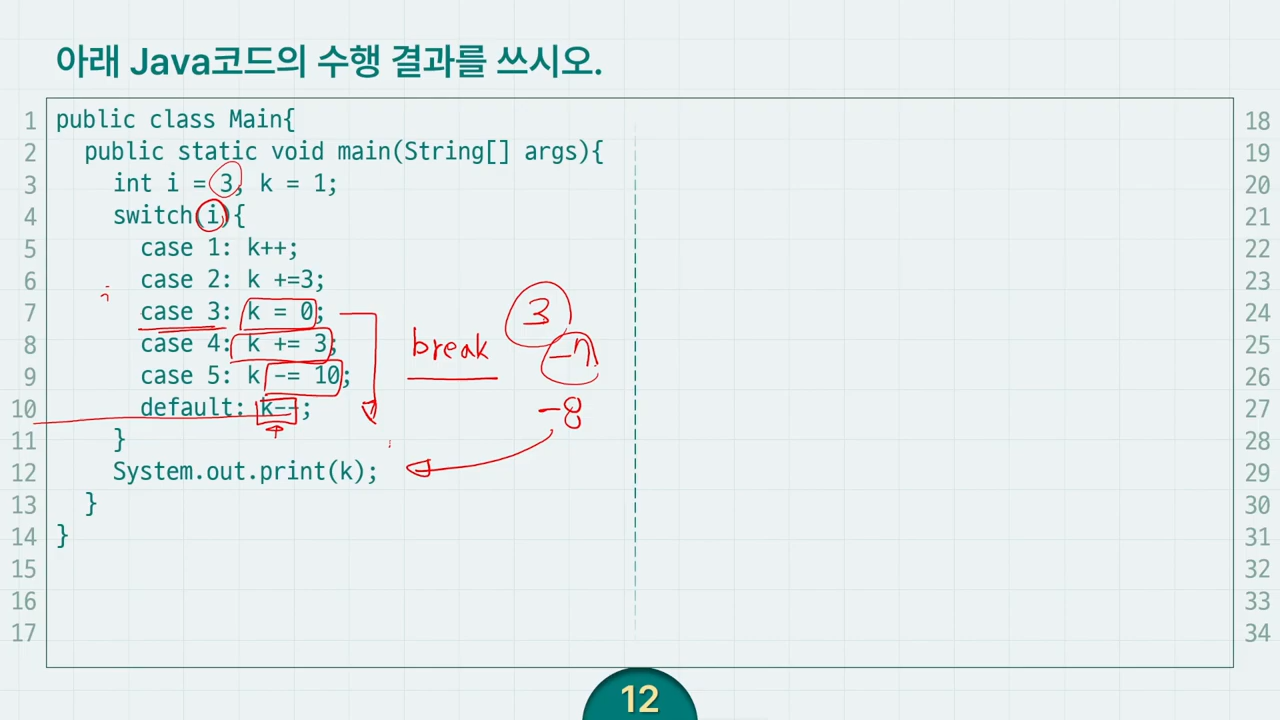 아래 Java코드의 수행 결과를 쓰시오.
1 public class Main{
2 public static void main(String[] args){
3 int i = 3, k = 1;
4 switch(i){
5 case 1: k++;
6 case 2: k +=3;
7 case 3: k = 0;
8 case 4: k += 3;
9 case 5: k -= 10;
10 default: k--;
11 }
12 System.out.print(k);
13 }
14 }
15
16
17
break
3
-7
-8
18
19
20
21
22
23
24
25
26
27
28
29
30
31
32
33
34
12